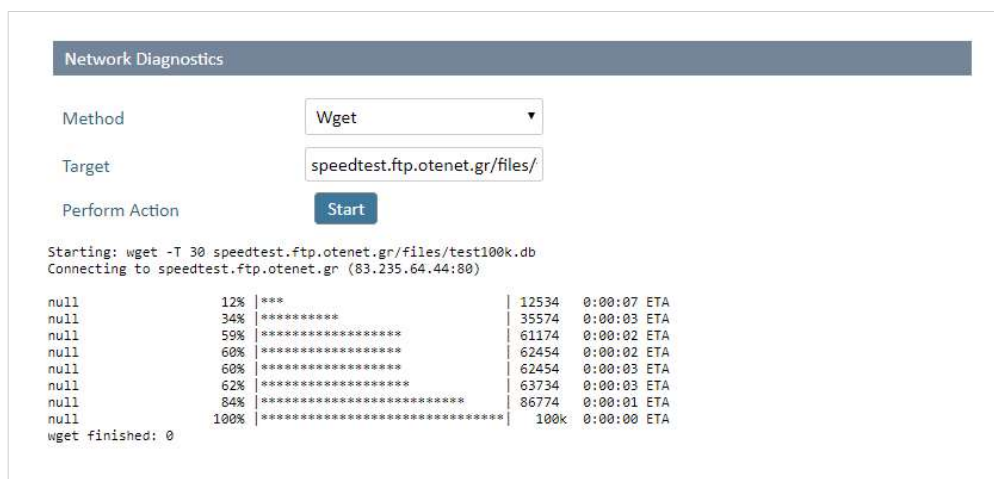 Network Diagnostics
Method Wget
Target speedtest.ftp.otenet.gr/files/
Perform Action Start
Starting: wget -T 30 speedtest.ftp.otenet.gr/files/test100k.db
Connecting to speedtest.ftp.otenet.gr (83.235.64.44:80)
null 12% |*** | 12534 0:00:07 ETA
null 34% |********** | 35574 0:00:03 ETA
null 59% |****************** | 61174 0:00:02 ETA
null 60% |****************** | 62454 0:00:02 ETA
null 60% |****************** | 62454 0:00:03 ETA
null 62% |******************* | 63734 0:00:03 ETA
null 84% |************************** | 86774 0:00:01 ETA
null 100% |*******************************| 100k 0:00:00 ETA
wget finished: 0